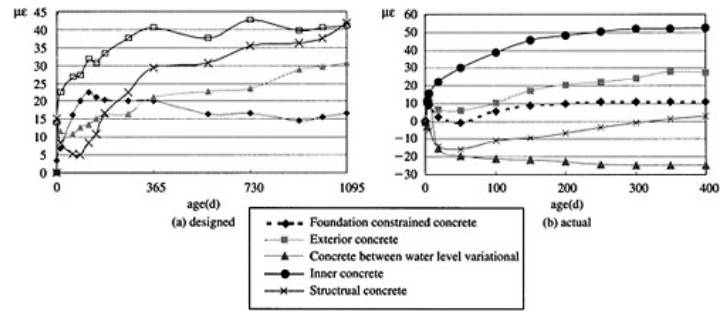 με
45
40
35
30
25
20
15
10
5
0
0
365
730
1095
age(d)
(a) designed
με
60
50
40
30
20
10
0
−10
−20
−30
0
100
200
300
400
age(d)
(b) actual
Foundation constrained concrete
Exterior concrete
Concrete between water level variational
Inner concrete
Structrual concrete